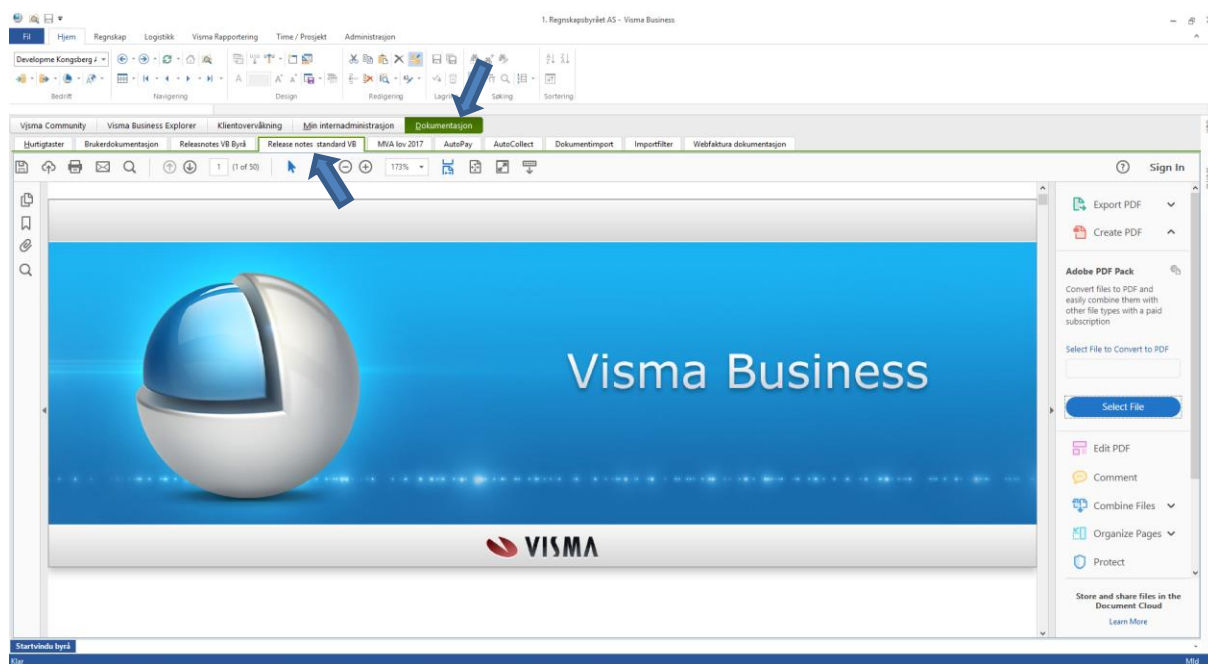 1. Regnskapsbyrået AS - Visma Business
Fil Hjem Regnskap Logistikk Visma Rapportering Time / Prosjekt Administrasjon
Developme Kongsberg
Bedrift Navigering Design Redigering Lagri Søking Sortering
Visma Community Visma Business Explorer Klientovervåkning Min internadministrasjon Dokumentasjon
Hurtigtaster Brukerdokumentasjon Releasnotes VB Byrå Release notes standard VB MVA lov 2017 AutoPay AutoCollect Dokumentimport Importfilter Webfaktura dokumentasjon
1 (1 of 50) 173% Sign In
Export PDF
Create PDF
Adobe PDF Pack
Convert files to PDF and
easily combine them with
other file types with a paid
subscription
Select File to Convert to PDF
Select File
Edit PDF
Comment
Combine Files
Organize Pages
Protect
Store and share files in the
Document Cloud
Learn More
Visma Business
VISMA
Startvindu byrå
Klar Mld